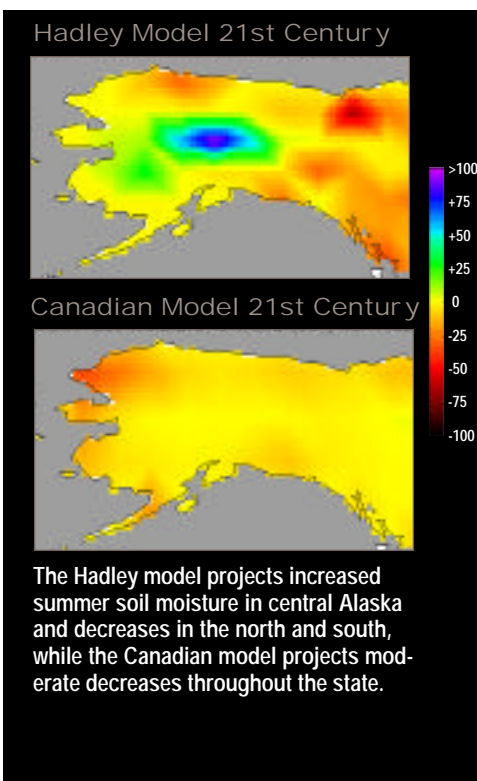 Hadley Model 21st Century
>100
+75
+50
+25
0
-25
-50
-75
-100
Canadian Model 21st Century
The Hadley model projects increased
summer soil moisture in central Alaska
and decreases in the north and south,
while the Canadian model projects mod-
erate decreases throughout the state.